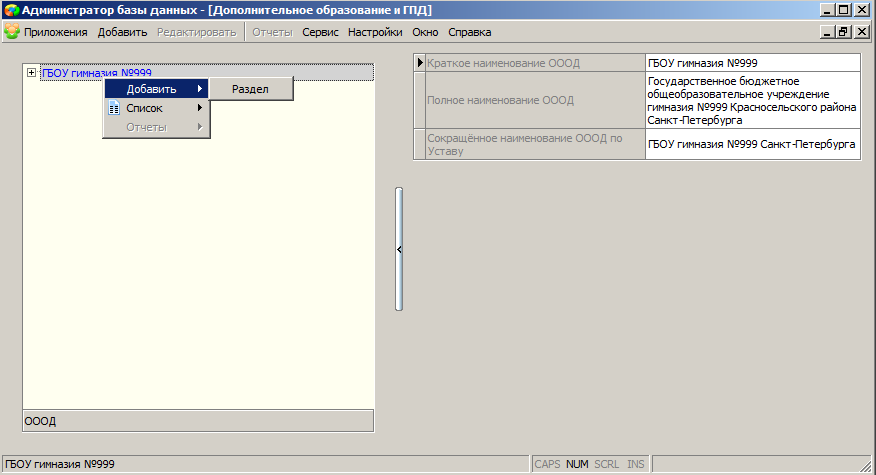 Администратор базы данных - [Дополнительное образование и ГПД]
Приложения Добавить Редактировать Отчеты Сервис Настройки Окно Справка
ГБОУ гимназия №999
Добавить
Раздел
Список
Отчеты
Краткое наименование ОООД
ГБОУ гимназия №999
Полное наименование ОООД
Государственное бюджетное
общеобразовательное учреждение
гимназия №999 Красносельского района
Санкт-Петербурга
Сокращённое наименование ОООД по
Уставу
ГБОУ гимназия №999 Санкт-Петербурга
ОООД
ГБОУ гимназия №999
CAPS NUM SCRL INS